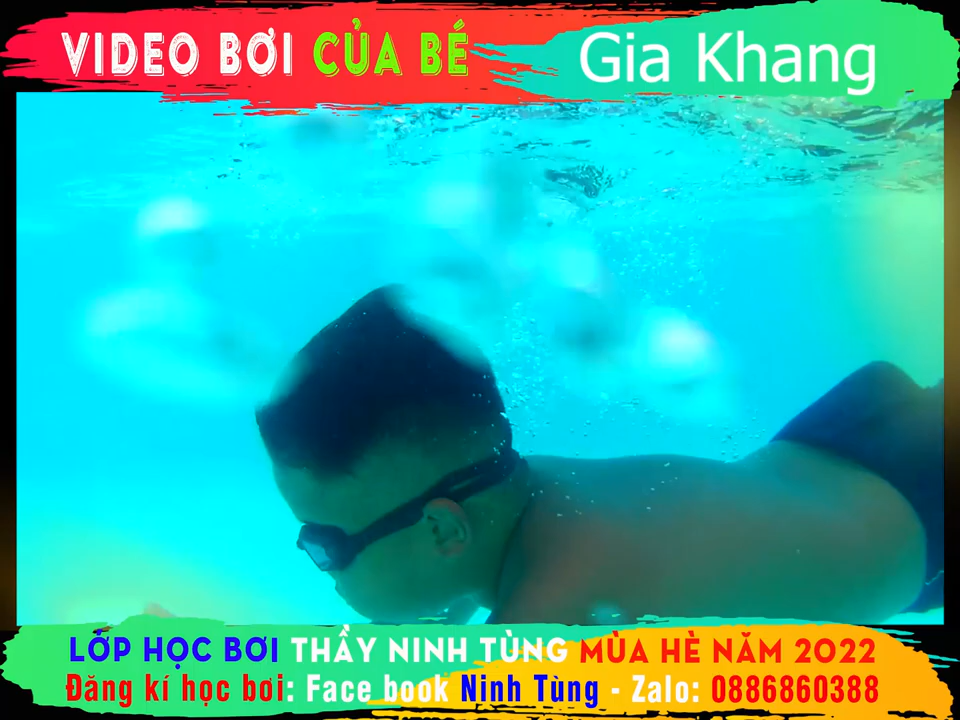 VIDEO BƠI CỦA BÉ
Gia Khang
LỚP HỌC BƠI THẦY NINH TÙNG MÙA HÈ NĂM 2022
Đăng kí học bơi: Face book Ninh Tùng - Zalo: 0886860388